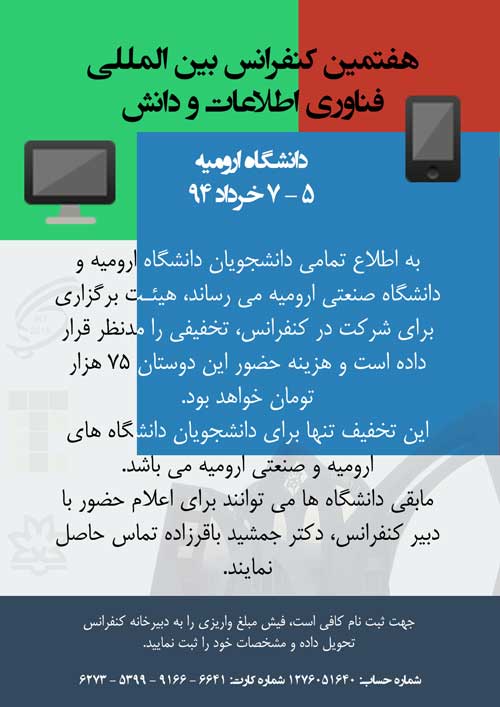 هفتمین کنفرانس بین المللی
فناوری اطلاعات و دانش
دانشگاه ارومیه
۵ - ۷ خرداد ۹۴
به اطلاع تمامی دانشجویان دانشگاه ارومیه و
دانشگاه صنعتی ارومیه می رساند، هیئت برگزاری
برای شرکت در کنفرانس، تخفیفی را مدنظر قرار
داده است و هزینه حضور این دوستان ۷۵ هزار
تومان خواهد بود.
این تخفیف تنها برای دانشجویان دانشگاه های
ارومیه و صنعتی ارومیه می باشد.
مابقی دانشگاه ها می توانند برای اعلام حضور با
دبیر کنفرانس، دکتر جمشید باقرزاده تماس حاصل
نمایند.
جهت ثبت نام کافی است، فیش مبلغ واریزی را به دبیرخانه کنفرانس
تحویل داده و مشخصات خود را ثبت نمایید.
شماره حساب: ۱۲۷۶۰۵۱۶۴۰ شماره کارت: ۶۶۴۱ - ۹۱۶۶ - ۵۳۹۹ - ۶۲۷۳